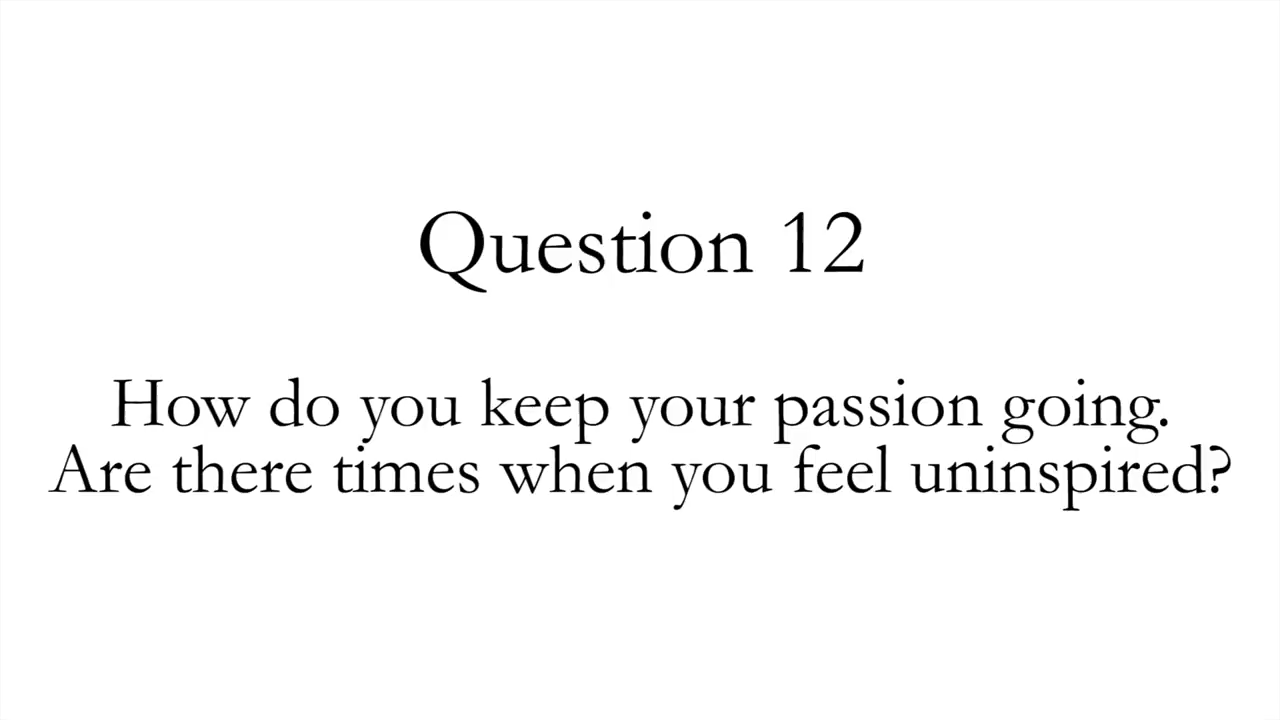 Question 12
How do you keep your passion going.
Are there times when you feel uninspired?